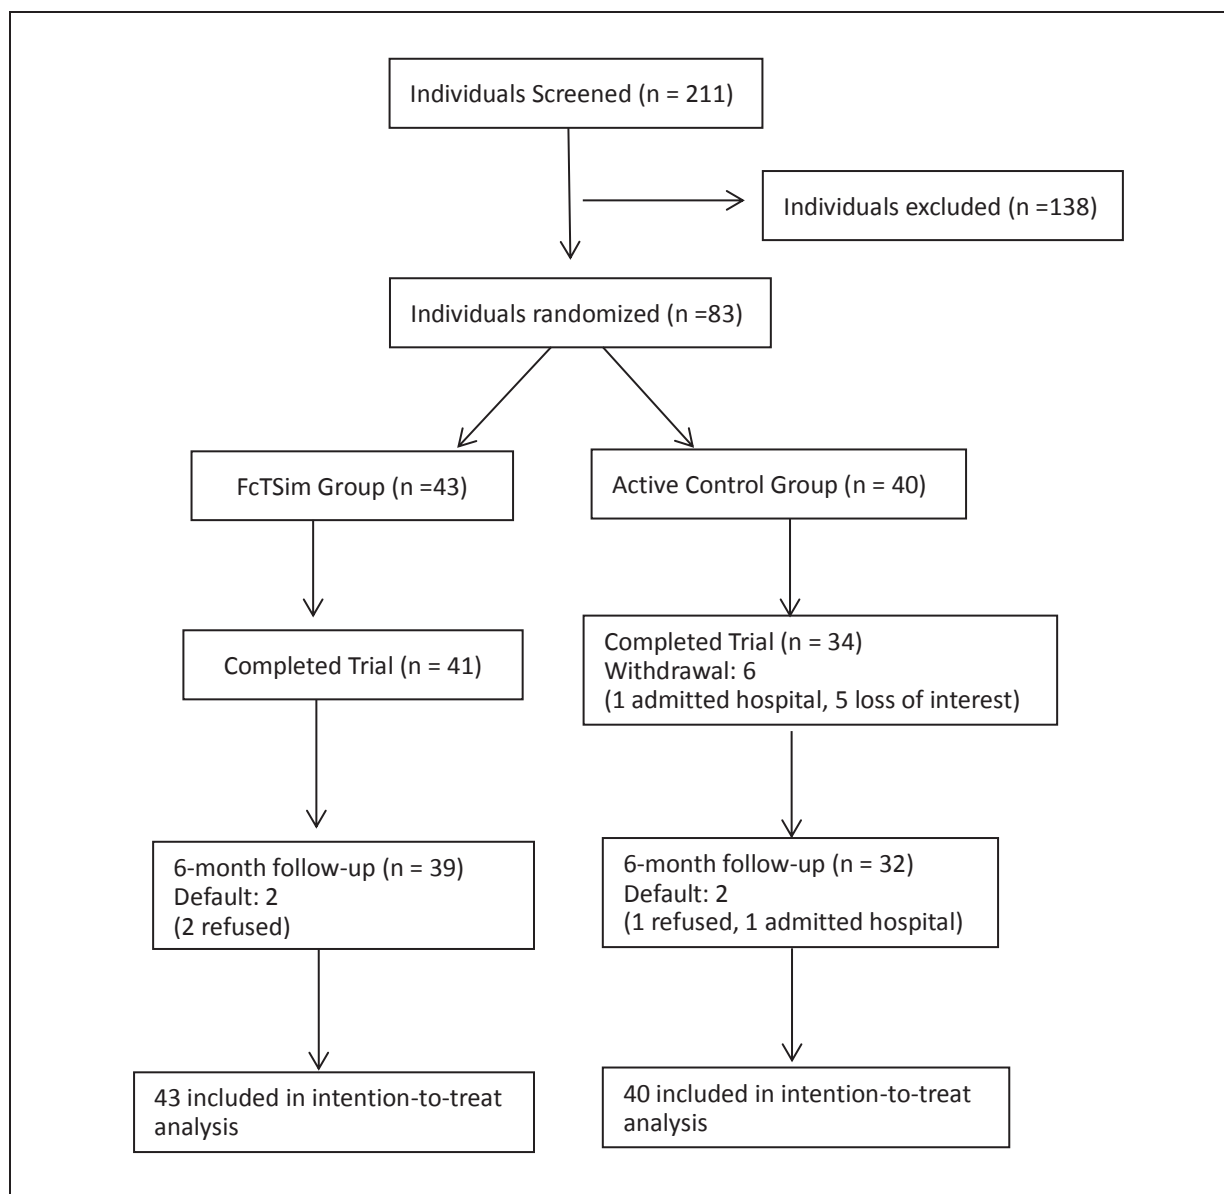 Individuals Screened (n = 211)
Individuals excluded (n =138)
Individuals randomized (n =83)
FcTSim Group (n =43)
Active Control Group (n = 40)
Completed Trial (n = 41)
Completed Trial (n = 34)
Withdrawal: 6
(1 admitted hospital, 5 loss of interest)
6-month follow-up (n = 39)
Default: 2
(2 refused)
6-month follow-up (n = 32)
Default: 2
(1 refused, 1 admitted hospital)
43 included in intention-to-treat
analysis
40 included in intention-to-treat
analysis